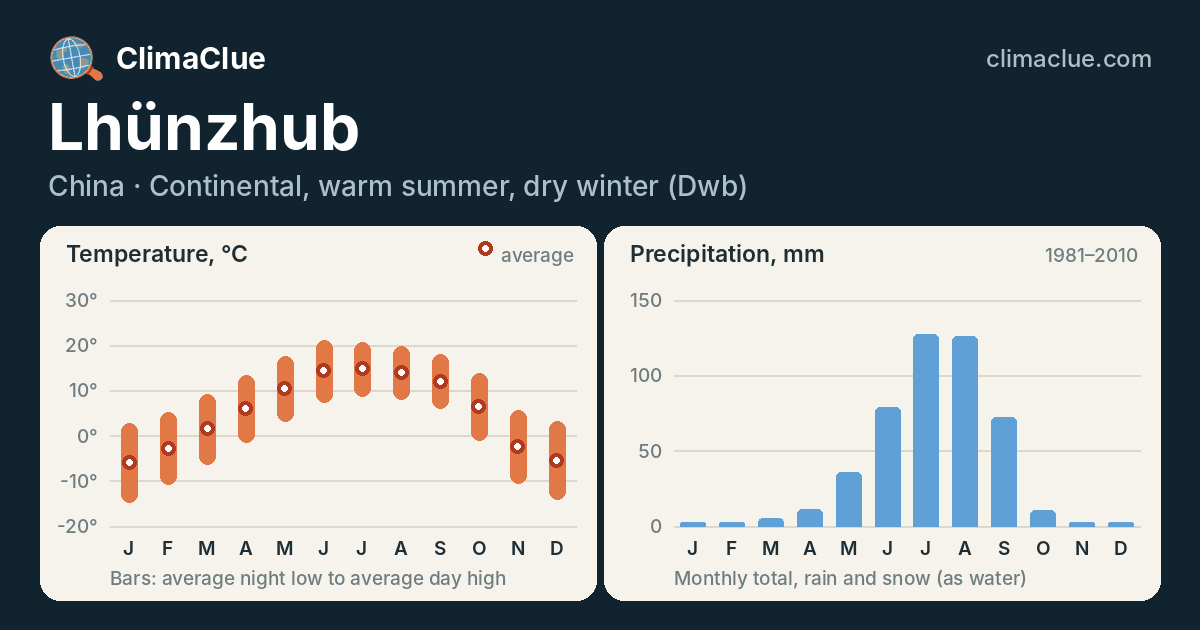 ClimaClue
climaclue.com
Lhünzhub
China · Continental, warm summer, dry winter (Dwb)
Temperature, °C
average
30°
20°
10°
0°
-10°
-20°
J F M A M J J A S O N D
Bars: average night low to average day high
Precipitation, mm
1981–2010
150
100
50
0
J F M A M J J A S O N D
Monthly total, rain and snow (as water)